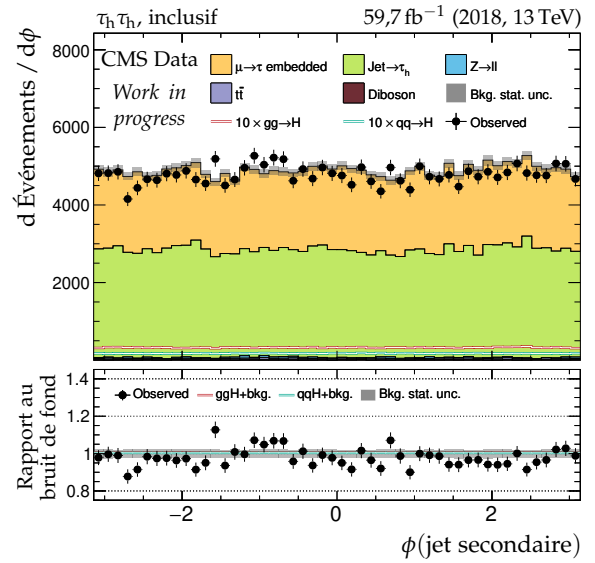 τₕτₕ, inclusif 59,7 fb⁻¹ (2018, 13 TeV)
d Événements / dϕ
8000
6000
4000
2000
CMS Data
Work in
progress
μ→τ embedded Jet→τₕ Z→ll
tt̄ Diboson Bkg. stat. unc.
10 × gg→H 10 × qq→H Observed
Rapport au
bruit de fond
1.4
1.2
1.0
0.8
Observed ggH+bkg. qqH+bkg. Bkg. stat. unc.
−2 0 2
ϕ(jet secondaire)